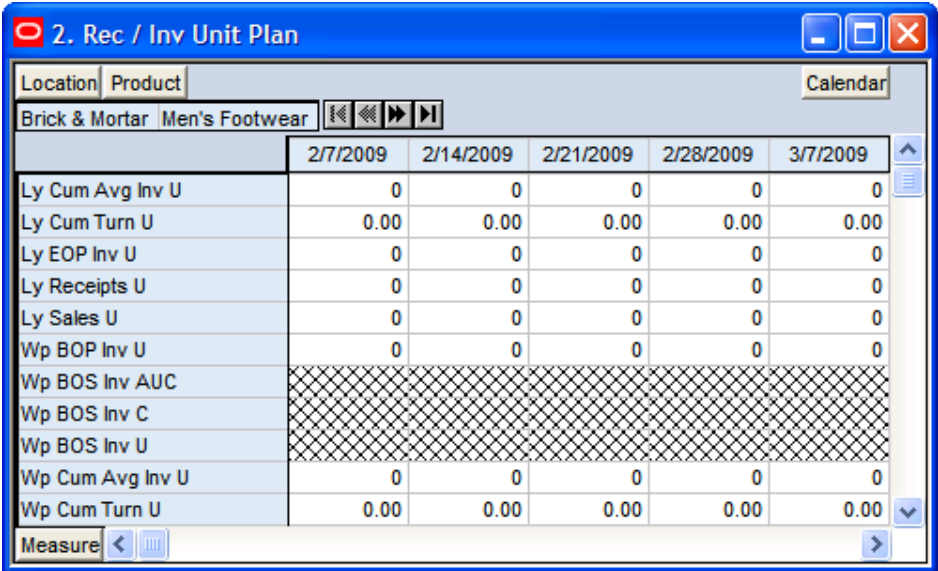 2. Rec / Inv Unit Plan
Location Product Calendar
Brick & Mortar Men's Footwear
2/7/2009 2/14/2009 2/21/2009 2/28/2009 3/7/2009
Ly Cum Avg Inv U 0 0 0 0 0
Ly Cum Turn U 0.00 0.00 0.00 0.00 0.00
Ly EOP Inv U 0 0 0 0 0
Ly Receipts U 0 0 0 0 0
Ly Sales U 0 0 0 0 0
Wp BOP Inv U 0 0 0 0 0
Wp BOS Inv AUC
Wp BOS Inv C
Wp BOS Inv U
Wp Cum Avg Inv U 0 0 0 0 0
Wp Cum Turn U 0.00 0.00 0.00 0.00 0.00
Measure